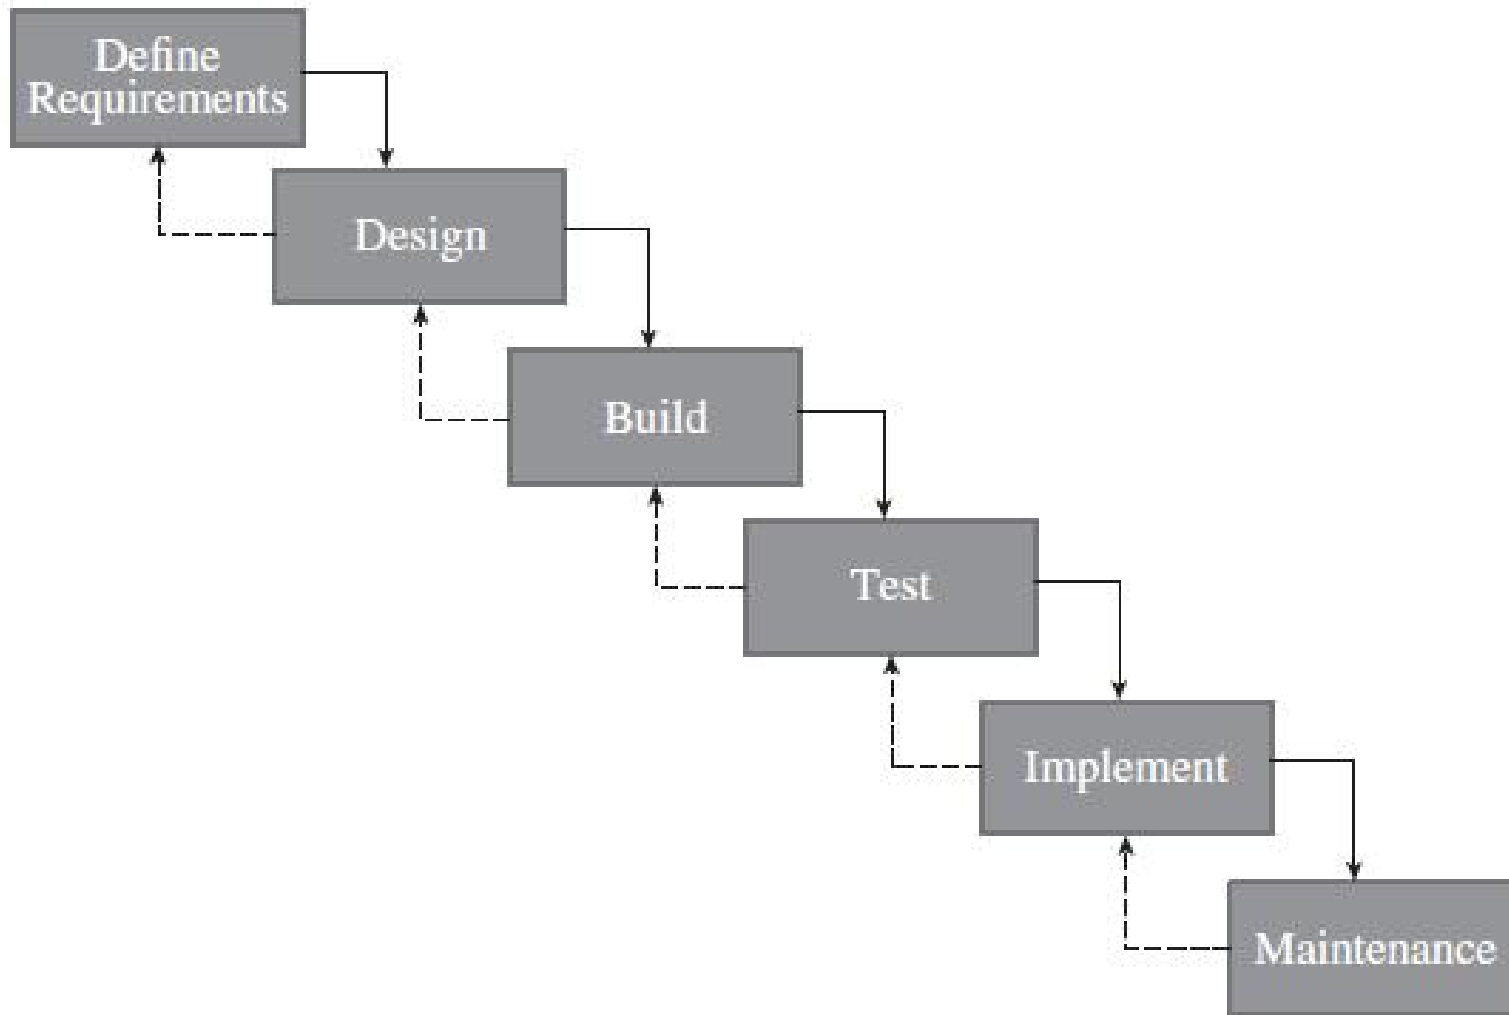 Define
Requirements
Design
Build
Test
Implement
Maintenance